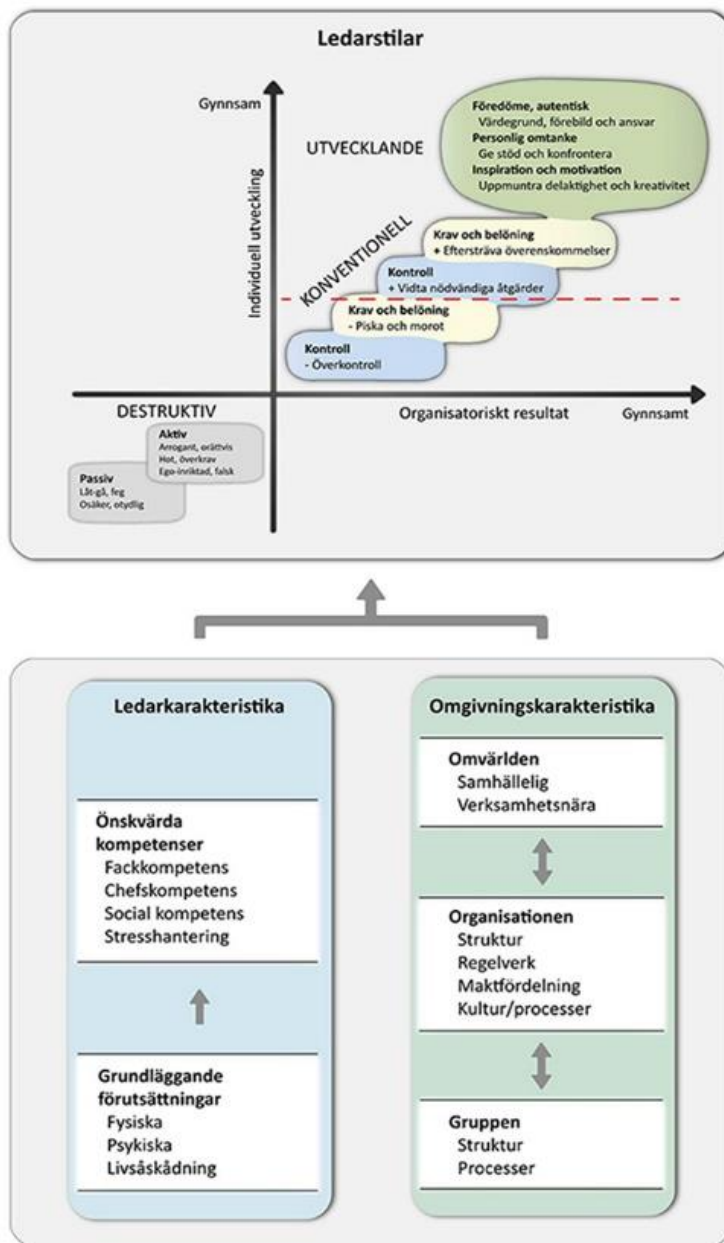 Ledarstilar
Gynnsam
Individuell utveckling
UTVECKLANDE
Föredöme, autentisk
Värdegrund, förebild och ansvar
Personlig omtanke
Ge stöd och konfrontera
Inspiration och motivation
Uppmuntra delaktighet och kreativitet
KONVENTIONELL
Krav och belöning
+ Eftersträva överenskommelser
Kontroll
+ Vidta nödvändiga åtgärder
Krav och belöning
- Piska och morot
Kontroll
- Överkontroll
DESTRUKTIV
Organisatoriskt resultat
Gynnsamt
Aktiv
Arrogant, orättvis
Hot, överkrav
Ego-inriktad, falsk
Passiv
Låt-gå, feg
Osäker, otydlig
Ledarkarakteristika
Önskvärda
kompetenser
Fackkompetens
Chefskompetens
Social kompetens
Stresshantering
Grundläggande
förutsättningar
Fysiska
Psykiska
Livsåskådning
Omgivningskarakteristika
Omvärlden
Samhällelig
Verksamhetsnära
Organisationen
Struktur
Regelverk
Maktfördelning
Kultur/processer
Gruppen
Struktur
Processer